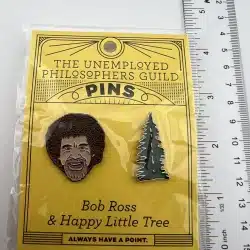 THE UNEMPLOYED
PHILOSOPHERS GUILD
PINS
Bob Ross
& Happy Little Tree
ALWAYS HAVE A POINT.